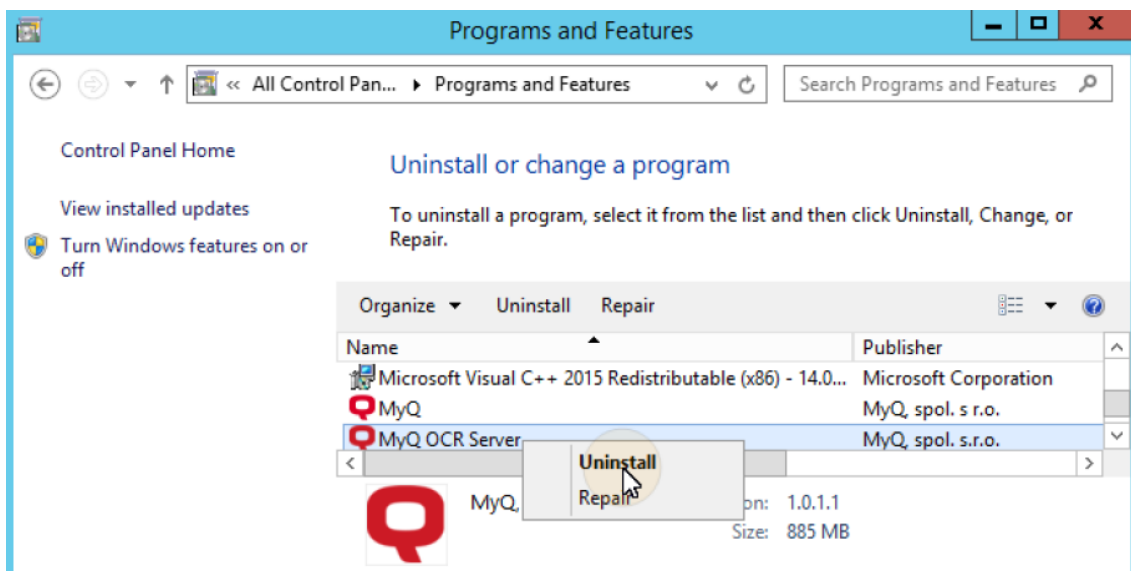 Programs and Features
« All Control Pan... Programs and Features
Search Programs and Features
Control Panel Home
View installed updates
Turn Windows features on or
off
Uninstall or change a program
To uninstall a program, select it from the list and then click Uninstall, Change, or
Repair.
Organize Uninstall Repair
Name Publisher
Microsoft Visual C++ 2015 Redistributable (x86) - 14.0... Microsoft Corporation
MyQ MyQ, spol. s r.o.
MyQ OCR Server MyQ, spol. s.r.o.
Uninstall
Repair
MyQ, on: 1.0.1.1
Size: 885 MB